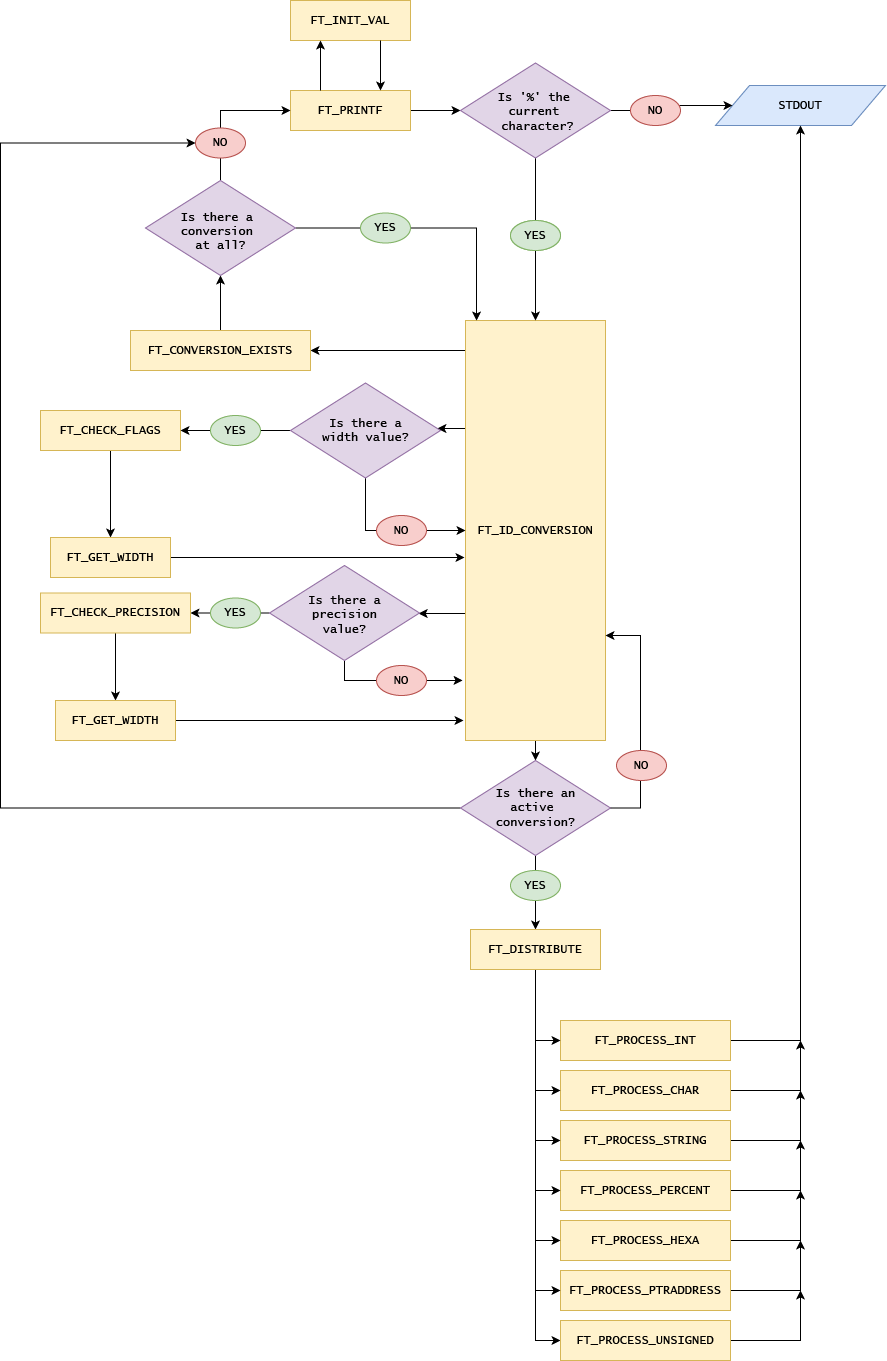 FT_INIT_VAL
FT_PRINTF
Is '%' the
current
character?
NO
STDOUT
NO
Is there a
conversion
at all?
YES
YES
FT_CONVERSION_EXISTS
FT_CHECK_FLAGS
YES
Is there a
width value?
NO
FT_ID_CONVERSION
FT_GET_WIDTH
FT_CHECK_PRECISION
YES
Is there a
precision
value?
NO
FT_GET_WIDTH
NO
Is there an
active
conversion?
YES
FT_DISTRIBUTE
FT_PROCESS_INT
FT_PROCESS_CHAR
FT_PROCESS_STRING
FT_PROCESS_PERCENT
FT_PROCESS_HEXA
FT_PROCESS_PTRADDRESS
FT_PROCESS_UNSIGNED